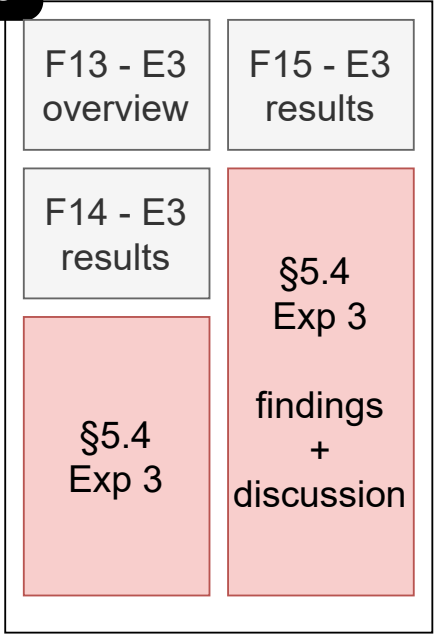 F13 - E3
overview
F14 - E3
results
§5.4
Exp 3
F15 - E3
results
§5.4
Exp 3
findings
+
discussion